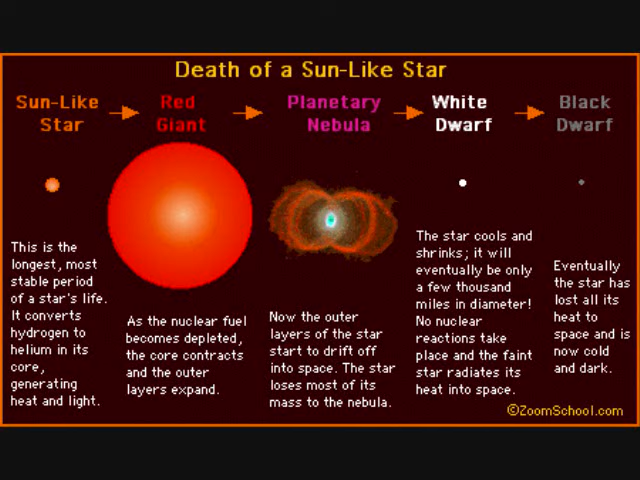 Death of a Sun-Like Star
Sun-Like
Star
Red
Giant
Planetary
Nebula
White
Dwarf
Black
Dwarf
This is the
longest, most
stable period
of a star's life.
It converts
hydrogen to
helium in its
core,
generating
heat and light.
As the nuclear fuel
becomes depleted,
the core contracts
and the outer
layers expand.
Now the outer
layers of the star
start to drift off
into space. The star
loses most of its
mass to the nebula.
The star cools and
shrinks; it will
eventually be only
a few thousand
miles in diameter!
No nuclear
reactions take
place and the faint
star radiates its
heat into space.
Eventually
the star has
lost all its
heat to
space and is
now cold
and dark.
©ZoomSchool.com